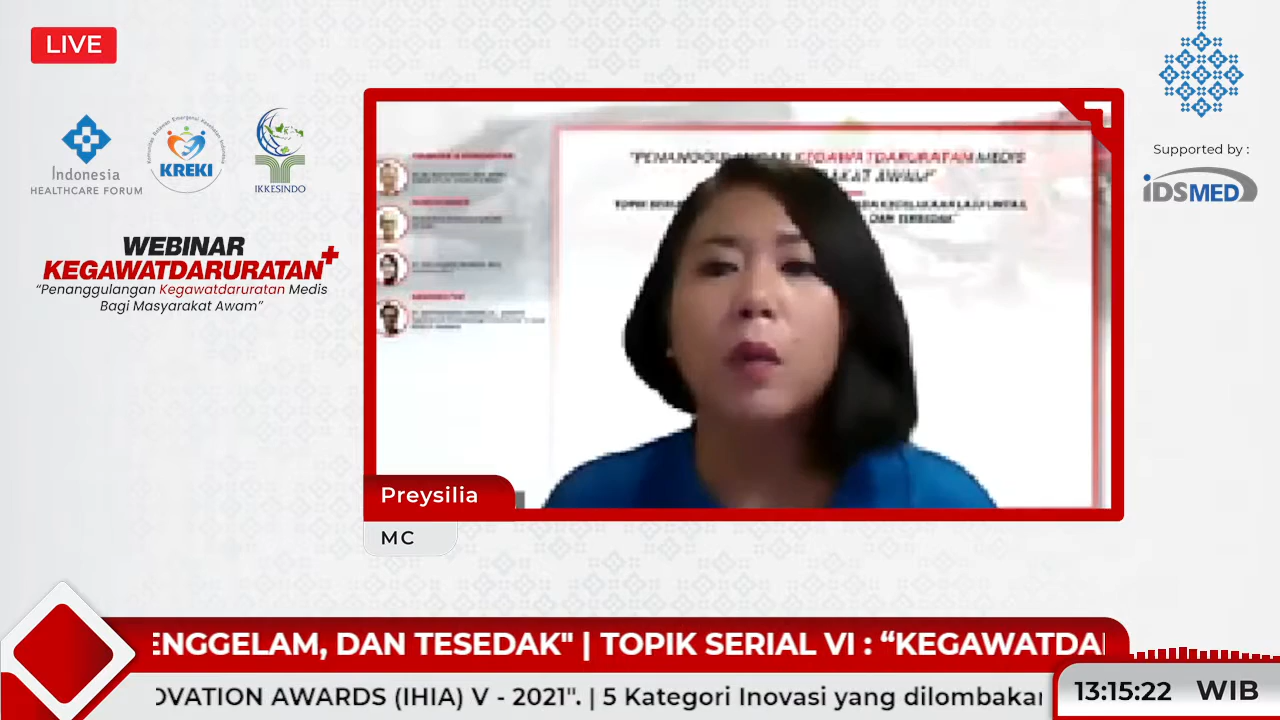 LIVE
Indonesia
HEALTHCARE FORUM
KREKI
IKKESINDO
Supported by :
iDSMED
WEBINAR
KEGAWATDARURATAN+
“Penanggulangan Kegawatdaruratan Medis
Bagi Masyarakat Awam”
KEGAWATDARURATAN MEDIS
Preysilia
MC
ENGGELAM, DAN TESEDAK" | TOPIK SERIAL VI : “KEGAWATDA
OVATION AWARDS (IHIA) V - 2021". | 5 Kategori Inovasi yang dilombakan
13:15:22 WIB